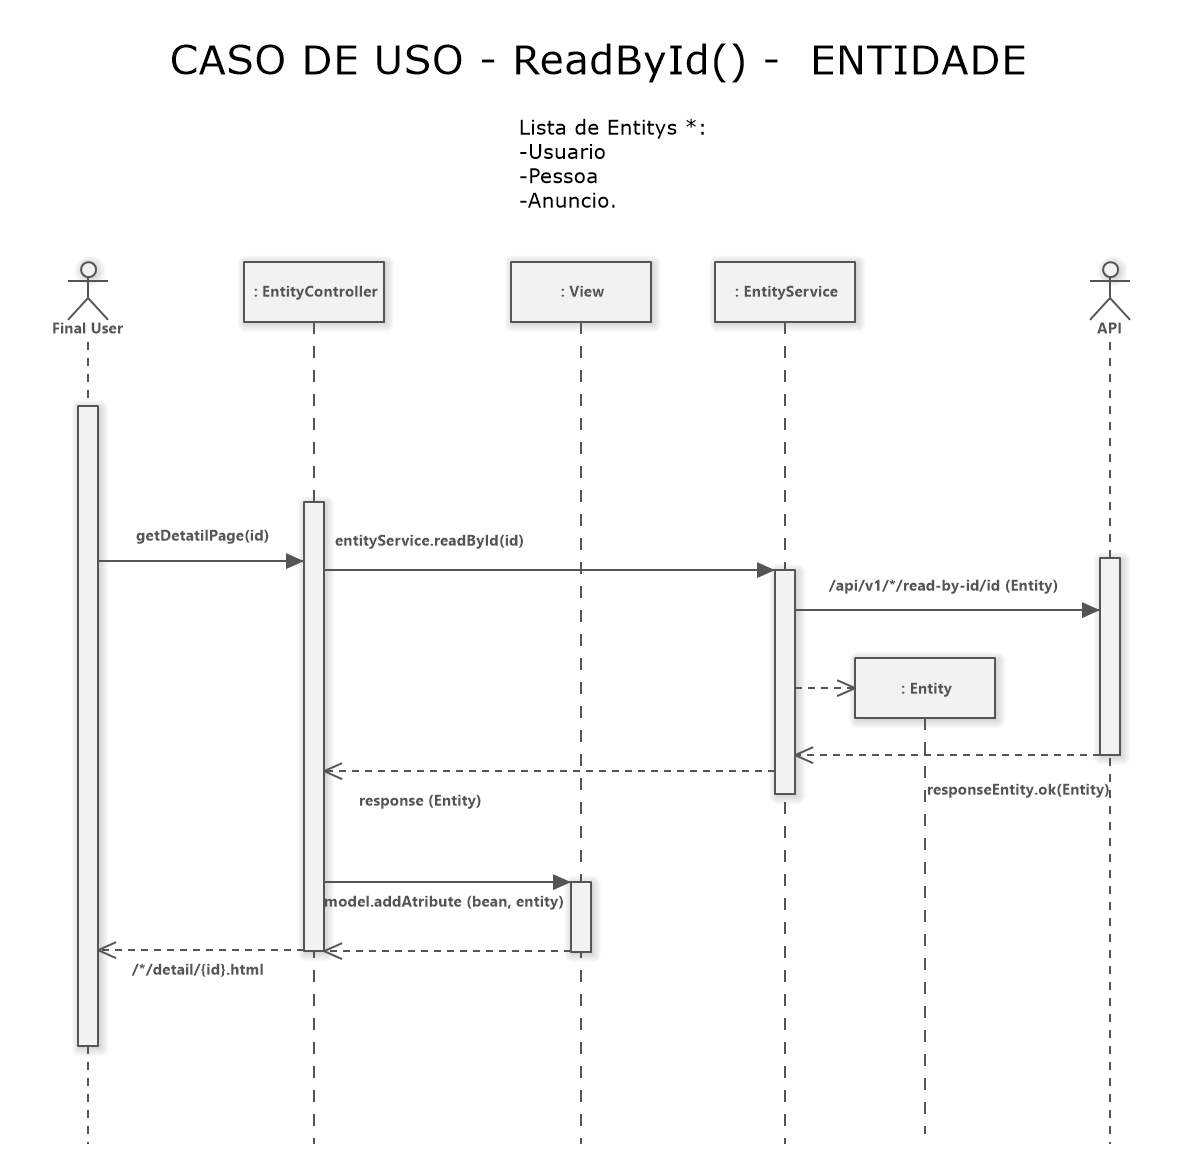 CASO DE USO - ReadById() -  ENTIDADE
Lista de Entitys *:
-Usuario
-Pessoa
-Anuncio.
Final User
: EntityController
: View
: EntityService
API
getDetatilPage(id)
entityService.readById(id)
/api/v1/*/read-by-id/id (Entity)
: Entity
responseEntity.ok(Entity)
response (Entity)
model.addAtribute (bean, entity)
/*/detail/{id}.html